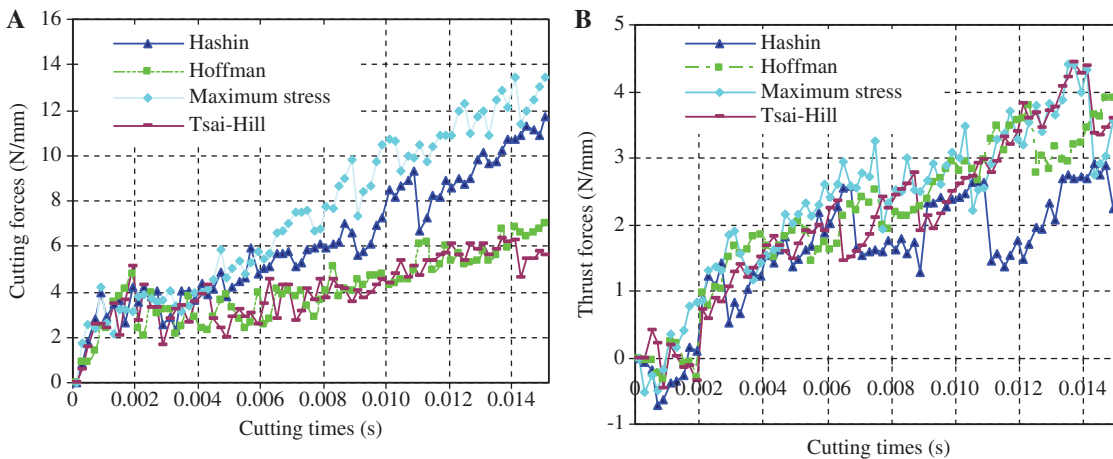 A
Cutting forces (N/mm)
16
14
12
10
8
6
4
2
0
Hashin
Hoffman
Maximum stress
Tsai-Hill
0 0.002 0.004 0.006 0.008 0.010 0.012 0.014
Cutting times (s)
B
Thrust forces (N/mm)
5
4
3
2
1
0
-1
Hashin
Hoffman
Maximum stress
Tsai-Hill
0 0.002 0.004 0.006 0.008 0.010 0.012 0.014
Cutting times (s)